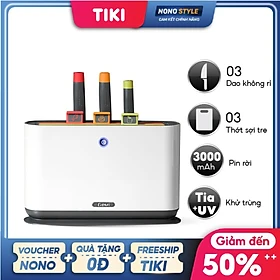 TIKI
NONO STYLE
CAM KẾT CHÍNH HÃNG
03
Dao không rỉ
03
Thớt sợi tre
3000
mAh
Pin rời
Tia
+UV
Khử trùng
VOUCHER
NONO
+
QUÀ TẶNG
0Đ
+
FREESHIP
TIKI
Giảm đến
50%++